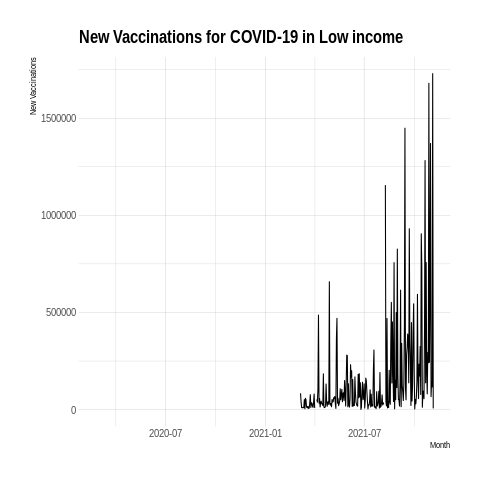 New Vaccinations for COVID-19 in Low income
New Vaccinations
1500000
1000000
500000
0
2020-07 2021-01 2021-07
Month